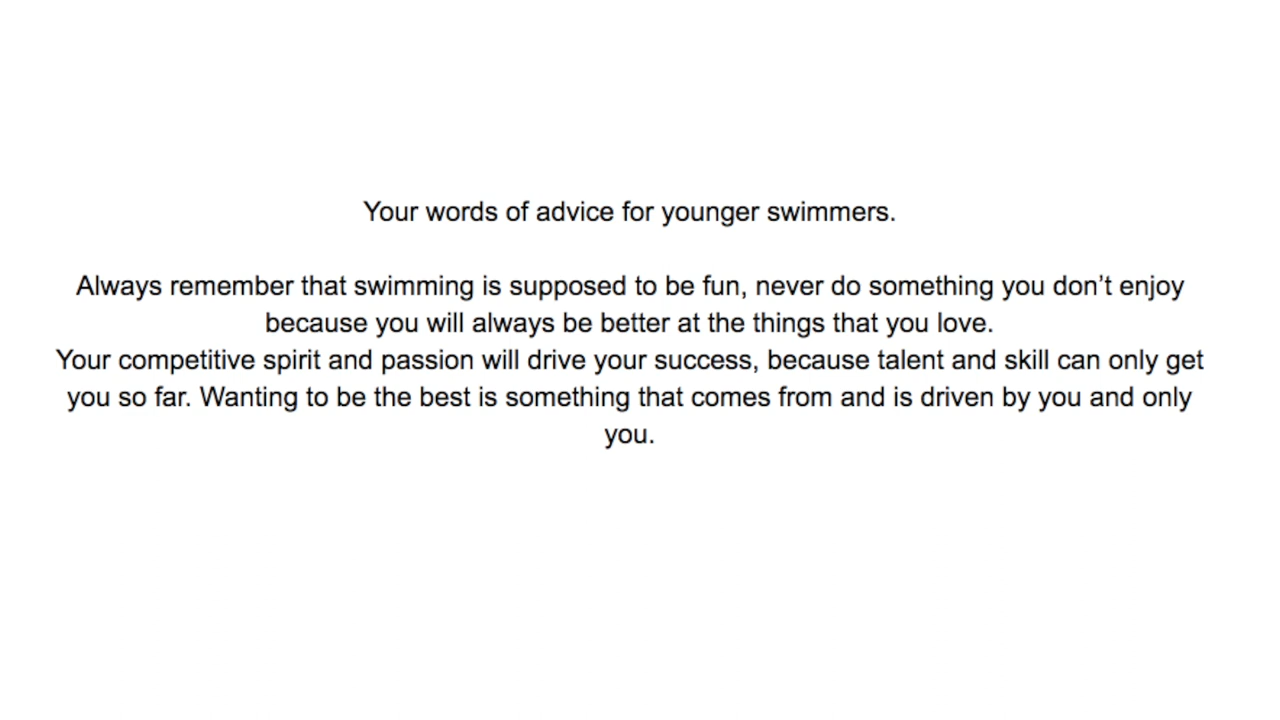 Your words of advice for younger swimmers.
Always remember that swimming is supposed to be fun, never do something you don’t enjoy
because you will always be better at the things that you love.
Your competitive spirit and passion will drive your success, because talent and skill can only get
you so far. Wanting to be the best is something that comes from and is driven by you and only
you.